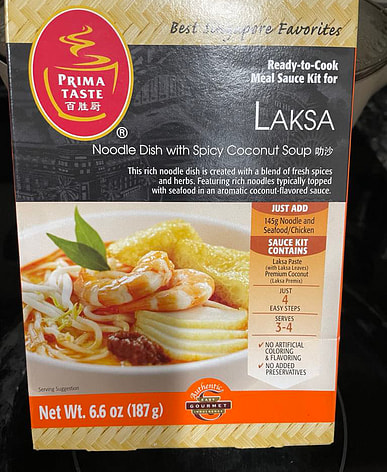 Best Singapore Favorites
PRIMA
TASTE
百胜厨
®
Ready-to-Cook
Meal Sauce Kit for
LAKSA
Noodle Dish with Spicy Coconut Soup 叻沙
This rich noodle dish is created with a blend of fresh spices
and herbs. Featuring rich noodles typically topped
with seafood in an aromatic coconut-flavored sauce.
JUST ADD
145g Noodle and
Seafood/Chicken
SAUCE KIT
CONTAINS
Laksa Paste
(with Laksa Leaves)
Premium Coconut
(Laksa Premix)
JUST
4
EASY STEPS
SERVES
3-4
✓ NO ARTIFICIAL
COLORING
& FLAVORING
✓ NO ADDED
PRESERVATIVES
Serving Suggestion
Net Wt. 6.6 oz (187 g)
Authentic
EASY
GOURMET